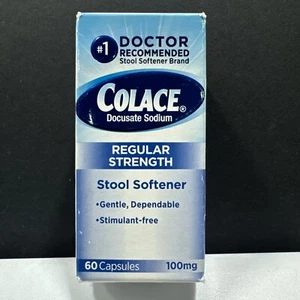 #1 DOCTOR
RECOMMENDED
Stool Softener Brand
COLACE®
Docusate Sodium
REGULAR
STRENGTH
Stool Softener
•Gentle, Dependable
•Stimulant-free
60 Capsules 100mg